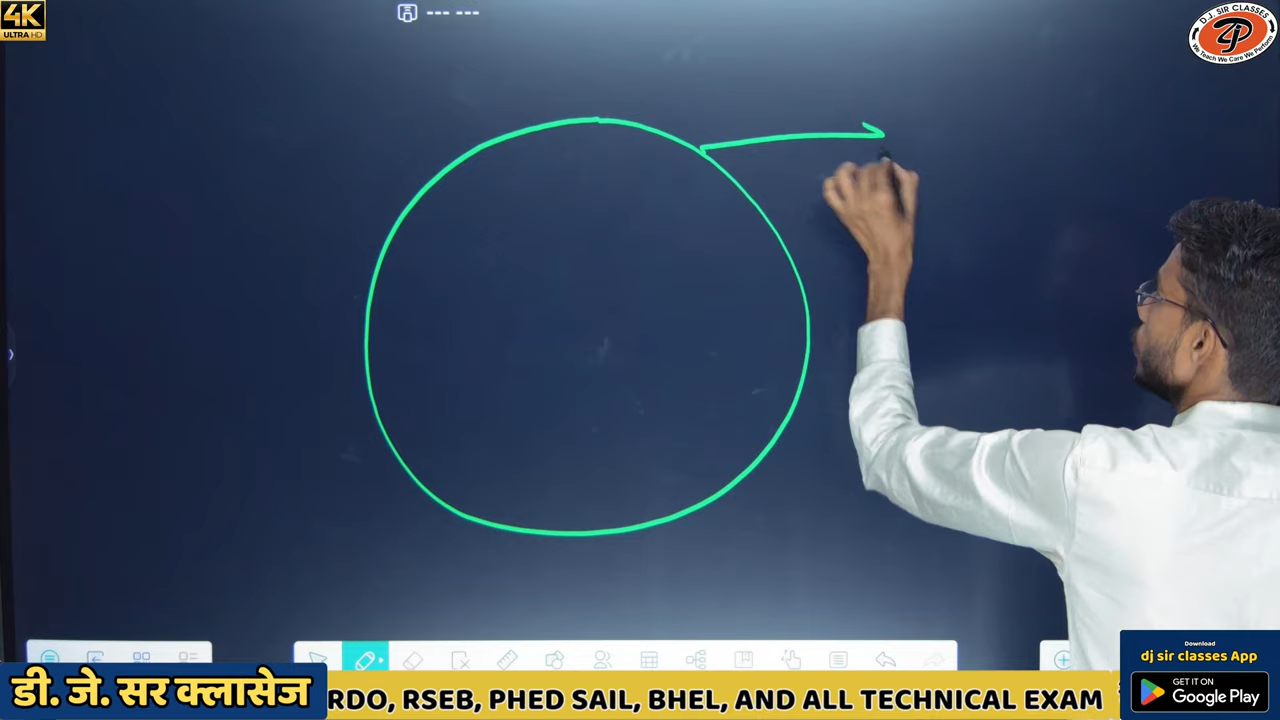 4K
ULTRA HD
D.J. SIR CLASSES
We Teach We Care We Perform
Download
dj sir classes App
GET IT ON
Google Play
डी. जे. सर क्लासेज
RDO, RSEB, PHED SAIL, BHEL, AND ALL TECHNICAL EXAM